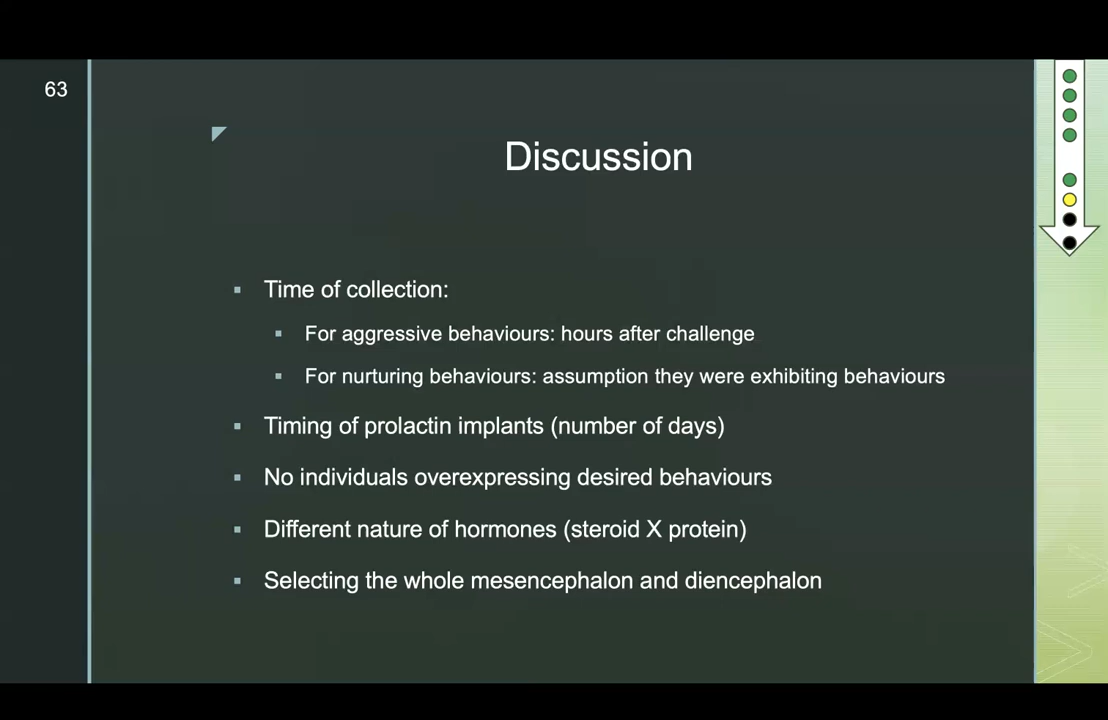 63
Discussion
Time of collection:
For aggressive behaviours: hours after challenge
For nurturing behaviours: assumption they were exhibiting behaviours
Timing of prolactin implants (number of days)
No individuals overexpressing desired behaviours
Different nature of hormones (steroid X protein)
Selecting the whole mesencephalon and diencephalon